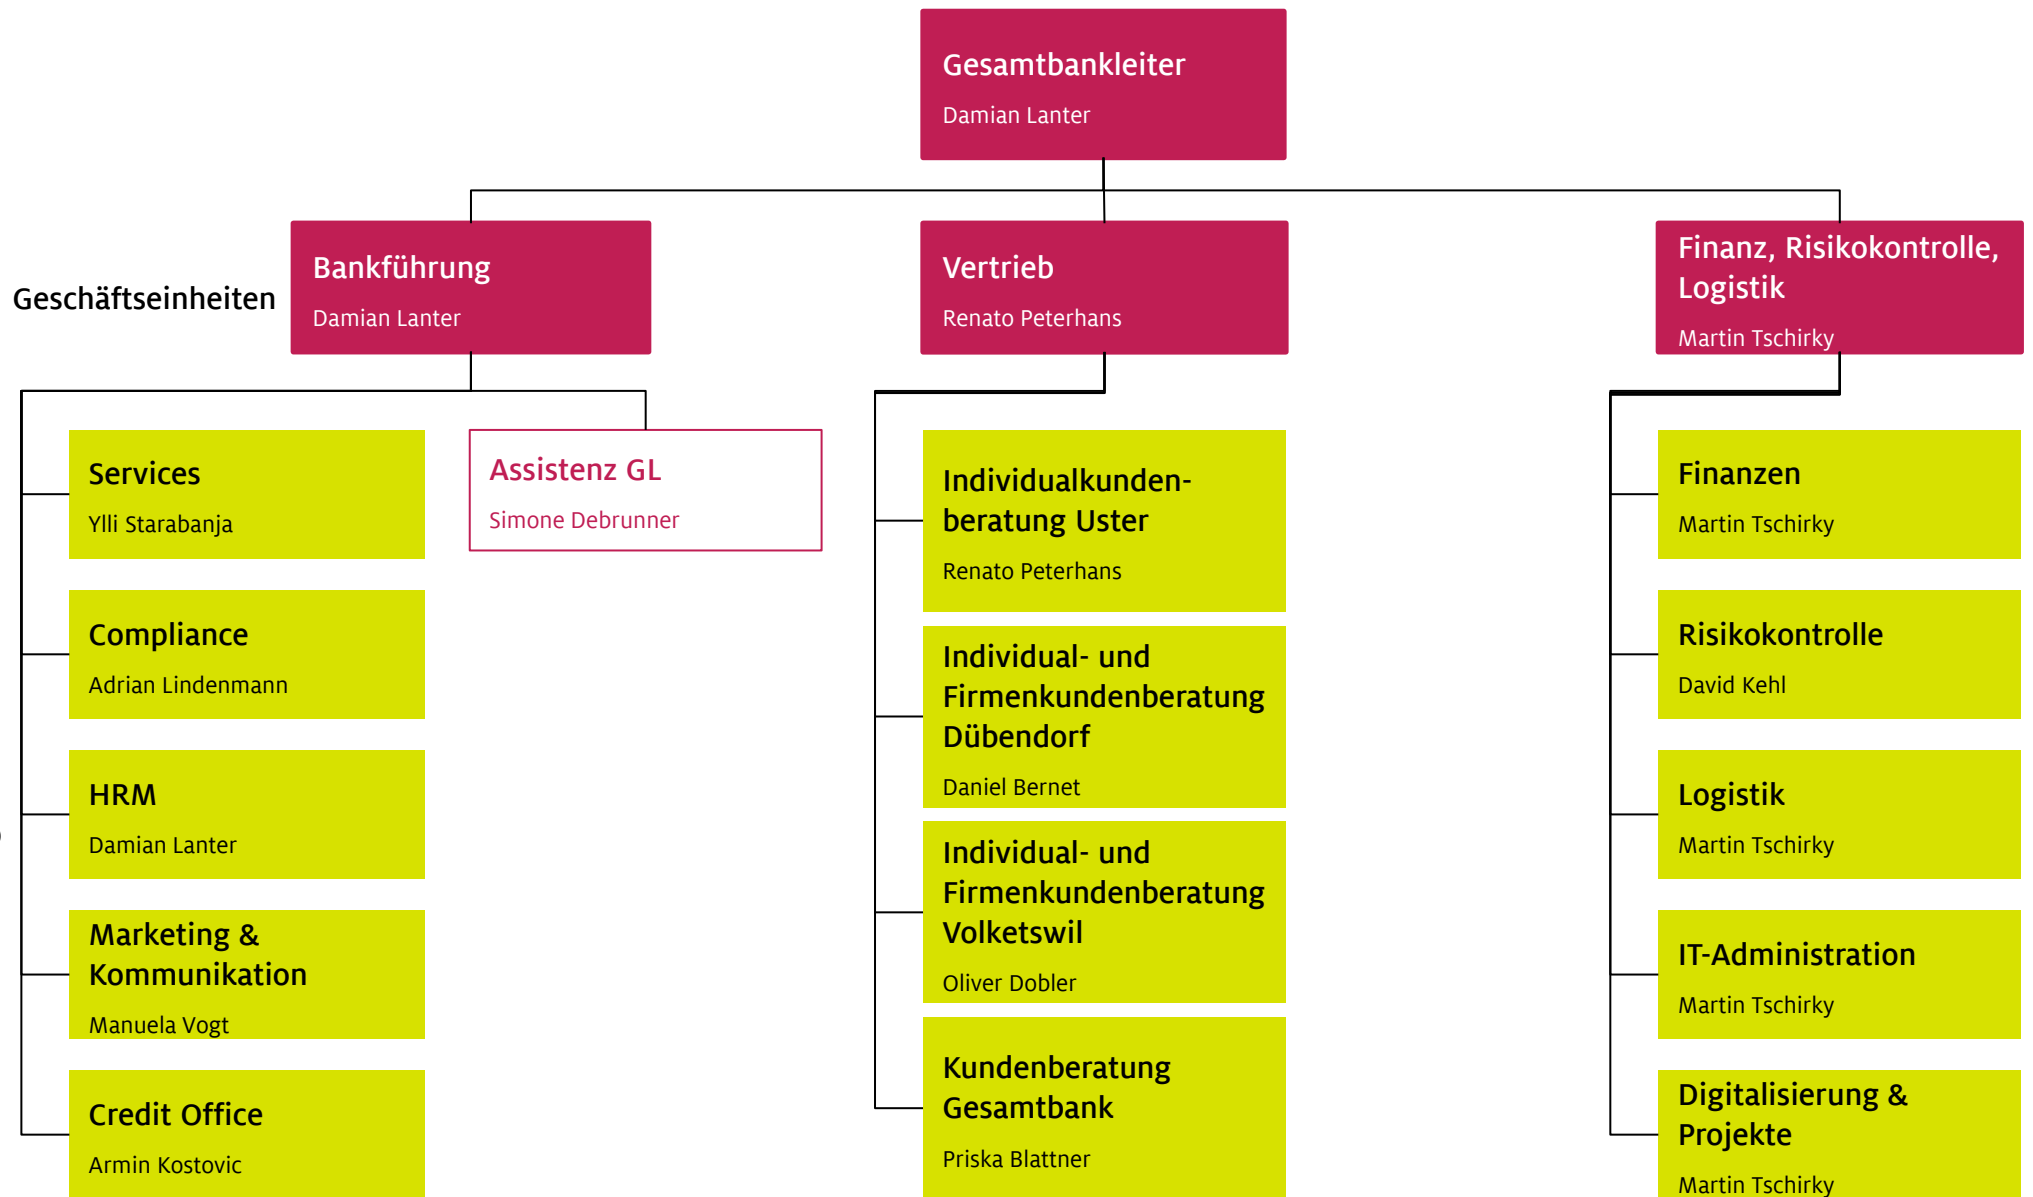 Gesamtbankleiter
Damian Lanter
Geschäftseinheiten
Bankführung
Damian Lanter
Vertrieb
Renato Peterhans
Finanz, Risikokontrolle,
Logistik
Martin Tschirky
Services
Ylli Starabanja
Compliance
Adrian Lindenmann
HRM
Damian Lanter
Marketing &
Kommunikation
Manuela Vogt
Credit Office
Armin Kostovic
Assistenz GL
Simone Debrunner
Individualkunden-
beratung Uster
Renato Peterhans
Individual- und
Firmenkundenberatung
Dübendorf
Daniel Bernet
Individual- und
Firmenkundenberatung
Volketswil
Oliver Dobler
Kundenberatung
Gesamtbank
Priska Blattner
Finanzen
Martin Tschirky
Risikokontrolle
David Kehl
Logistik
Martin Tschirky
IT-Administration
Martin Tschirky
Digitalisierung &
Projekte
Martin Tschirky